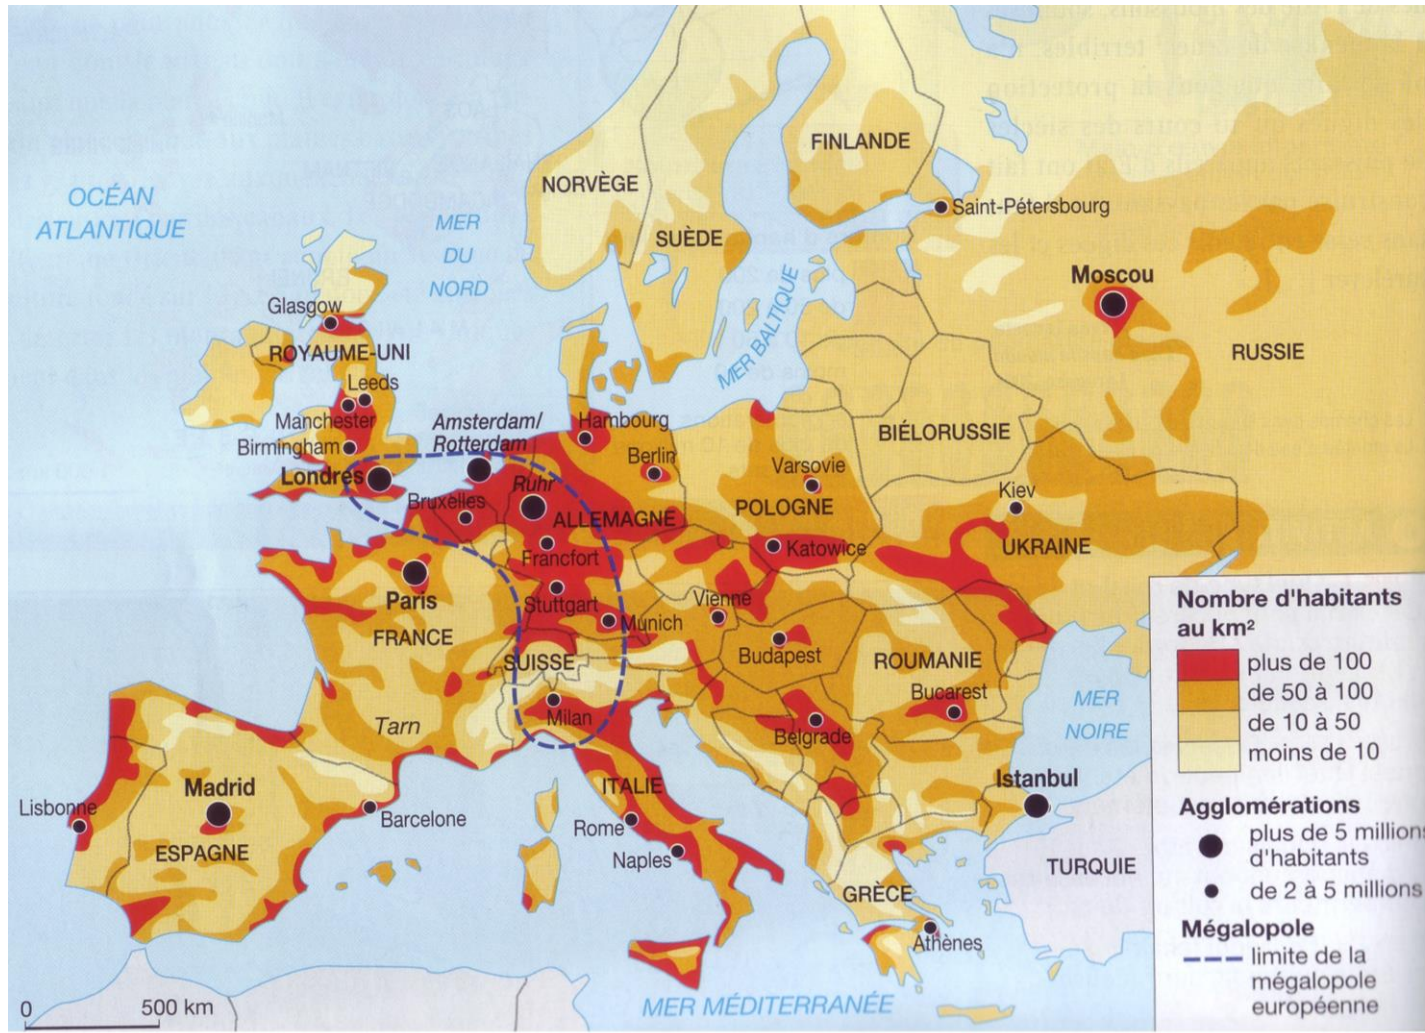 FINLANDE
NORVÈGE
OCÉAN
ATLANTIQUE
MER
DU
NORD
SUÈDE
Saint-Pétersbourg
Moscou
MER BALTIQUE
RUSSIE
Glasgow
ROYAUME-UNI
Leeds
Manchester
Birmingham
Londres
Amsterdam/
Rotterdam
Hambourg
Berlin
BIÉLORUSSIE
Varsovie
POLOGNE
Kiev
UKRAINE
Bruxelles
Ruhr
ALLEMAGNE
Francfort
Katowice
Paris
FRANCE
Stuttgart
Munich
Vienne
Budapest
SUISSE
Milan
ROUMANIE
Bucarest
Belgrade
MER
NOIRE
Tarn
Madrid
Lisbonne
ESPAGNE
Barcelone
ITALIE
Rome
Naples
Istanbul
TURQUIE
GRÈCE
Athènes
MER MÉDITERRANÉE
0 500 km
Nombre d'habitants
au km²
plus de 100
de 50 à 100
de 10 à 50
moins de 10
Agglomérations
plus de 5 millions
d'habitants
de 2 à 5 millions
Mégalopole
limite de la
mégalopole
européenne